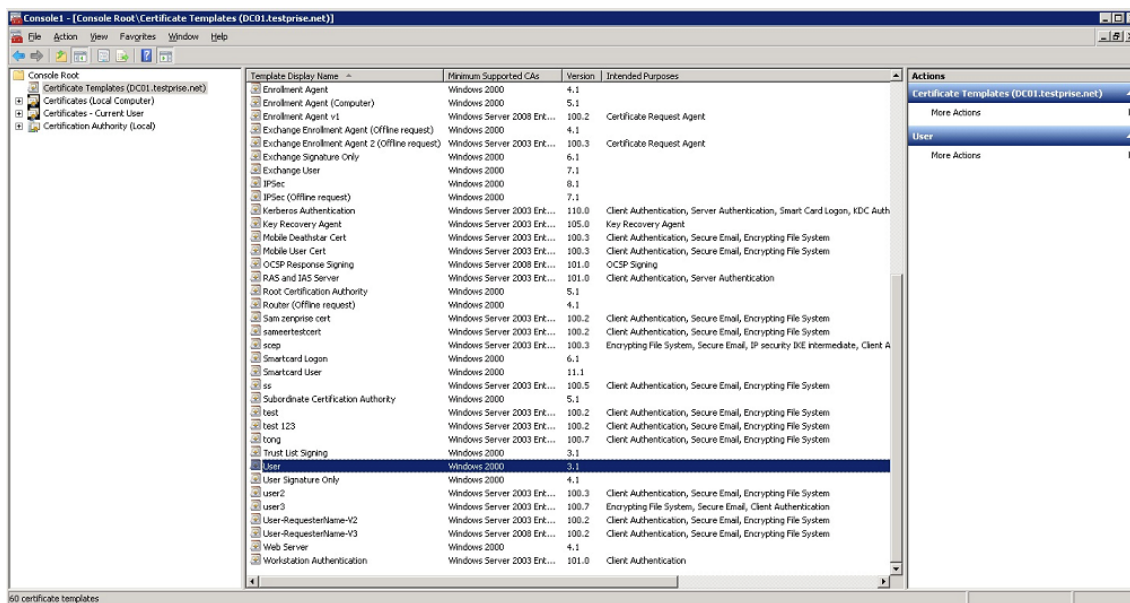 Console1 - [Console Root\Certificate Templates (DC01.testprise.net)]
File Action View Favorites Window Help
Console Root
Certificate Templates (DC01.testprise.net)
Certificates (Local Computer)
Certificates - Current User
Certification Authority (Local)
Template Display Name Minimum Supported CAs Version Intended Purposes
Enrollment Agent Windows 2000 4.1
Enrollment Agent (Computer) Windows 2000 5.1
Enrollment Agent v1 Windows Server 2008 Ent... 100.2 Certificate Request Agent
Exchange Enrollment Agent (Offline request) Windows 2000 4.1
Exchange Enrollment Agent 2 (Offline request) Windows Server 2003 Ent... 100.3 Certificate Request Agent
Exchange Signature Only Windows 2000 6.1
Exchange User Windows 2000 7.1
IPSec Windows 2000 8.1
IPSec (Offline request) Windows 2000 7.1
Kerberos Authentication Windows Server 2003 Ent... 110.0 Client Authentication, Server Authentication, Smart Card Logon, KDC Auth
Key Recovery Agent Windows Server 2003 Ent... 105.0 Key Recovery Agent
Mobile Deathstar Cert Windows Server 2003 Ent... 100.3 Client Authentication, Secure Email, Encrypting File System
Mobile User Cert Windows Server 2003 Ent... 100.3 Client Authentication, Secure Email, Encrypting File System
OCSP Response Signing Windows Server 2008 Ent... 101.0 OCSP Signing
RAS and IAS Server Windows Server 2003 Ent... 101.0 Client Authentication, Server Authentication
Root Certification Authority Windows 2000 5.1
Router (Offline request) Windows 2000 4.1
Sam zenprise cert Windows Server 2003 Ent... 100.2 Client Authentication, Secure Email, Encrypting File System
sameertestcert Windows Server 2003 Ent... 100.2 Client Authentication, Secure Email, Encrypting File System
scep Windows Server 2003 Ent... 100.3 Encrypting File System, Secure Email, IP security IKE intermediate, Client A
Smartcard Logon Windows 2000 6.1
Smartcard User Windows 2000 11.1
ss Windows Server 2003 Ent... 100.5 Client Authentication, Secure Email, Encrypting File System
Subordinate Certification Authority Windows 2000 5.1
test Windows Server 2003 Ent... 100.2 Client Authentication, Secure Email, Encrypting File System
test 123 Windows Server 2003 Ent... 100.2 Client Authentication, Secure Email, Encrypting File System
tong Windows Server 2003 Ent... 100.7 Client Authentication, Secure Email, Encrypting File System
Trust List Signing Windows 2000 3.1
User Windows 2000 3.1
User Signature Only Windows 2000 4.1
user2 Windows Server 2003 Ent... 100.3 Client Authentication, Secure Email, Encrypting File System
user3 Windows Server 2003 Ent... 100.7 Encrypting File System, Secure Email, Client Authentication
User-RequesterName-V2 Windows Server 2003 Ent... 100.2 Client Authentication, Secure Email, Encrypting File System
User-RequesterName-V3 Windows Server 2008 Ent... 100.2 Client Authentication, Secure Email, Encrypting File System
Web Server Windows 2000 4.1
Workstation Authentication Windows Server 2003 Ent... 101.0 Client Authentication
Actions
Certificate Templates (DC01.testprise.net)
More Actions
User
More Actions
60 certificate templates